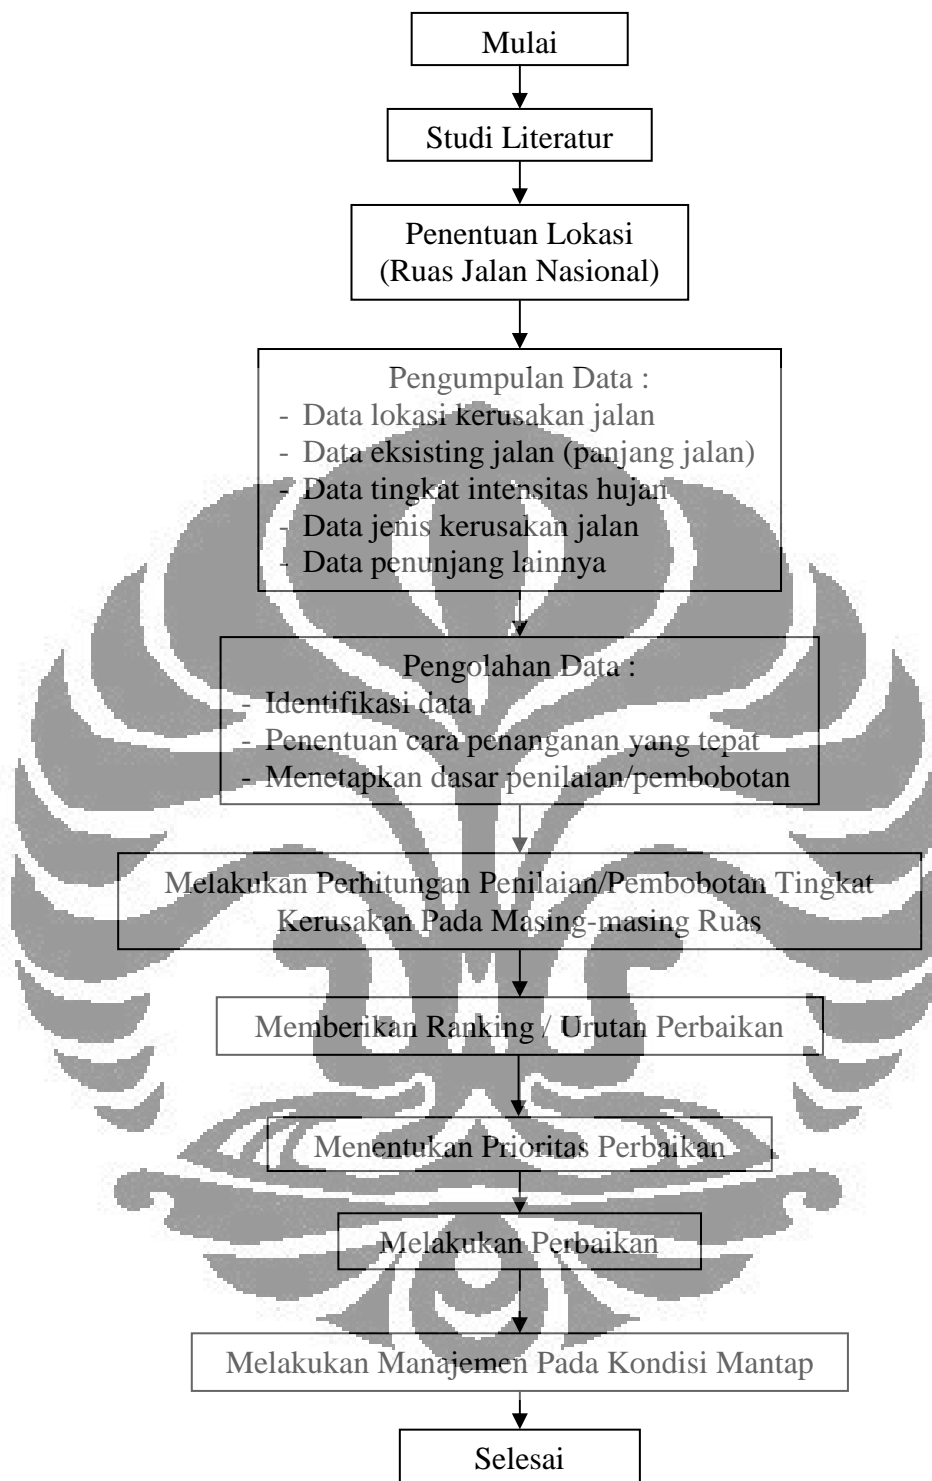 Mulai
Studi Literatur
Penentuan Lokasi
(Ruas Jalan Nasional)
Pengumpulan Data :
- Data lokasi kerusakan jalan
- Data eksisting jalan (panjang jalan)
- Data tingkat intensitas hujan
- Data jenis kerusakan jalan
- Data penunjang lainnya
Pengolahan Data :
- Identifikasi data
- Penentuan cara penanganan yang tepat
- Menetapkan dasar penilaian/pembobotan
Melakukan Perhitungan Penilaian/Pembobotan Tingkat
Kerusakan Pada Masing-masing Ruas
Memberikan Ranking / Urutan Perbaikan
Menentukan Prioritas Perbaikan
Melakukan Perbaikan
Melakukan Manajemen Pada Kondisi Mantap
Selesai